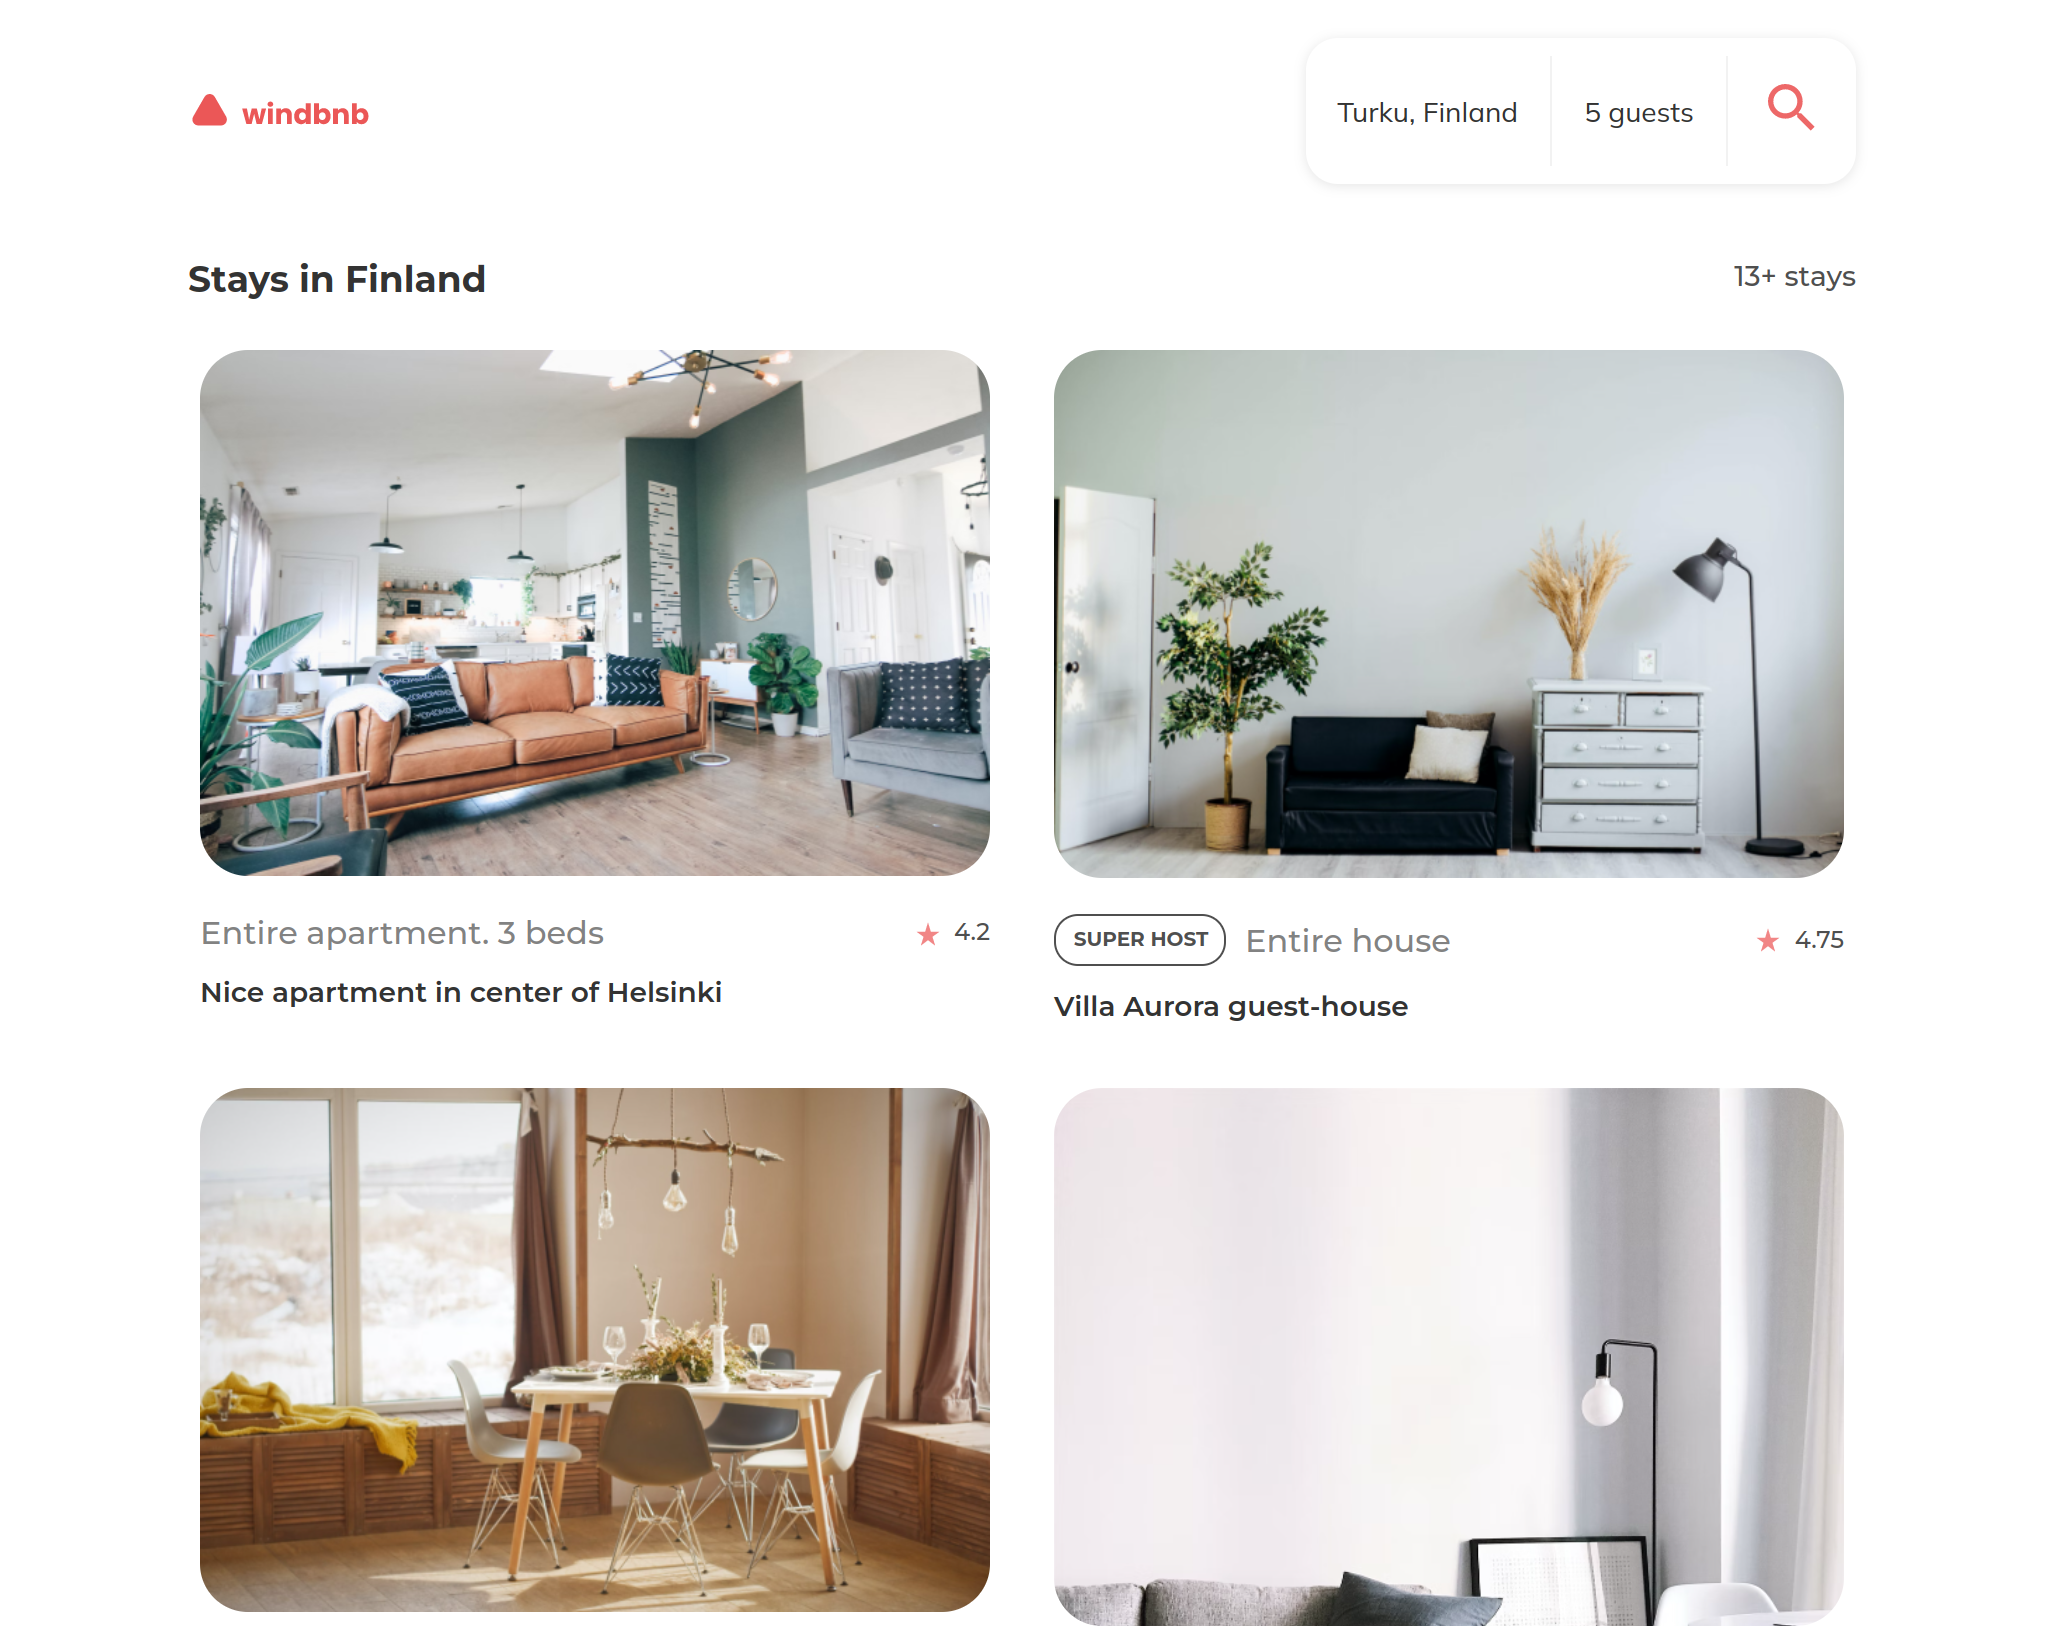 windbnb
Turku, Finland
5 guests
Stays in Finland
13+ stays
Entire apartment. 3 beds
4.2
Nice apartment in center of Helsinki
SUPER HOST
Entire house
4.75
Villa Aurora guest-house